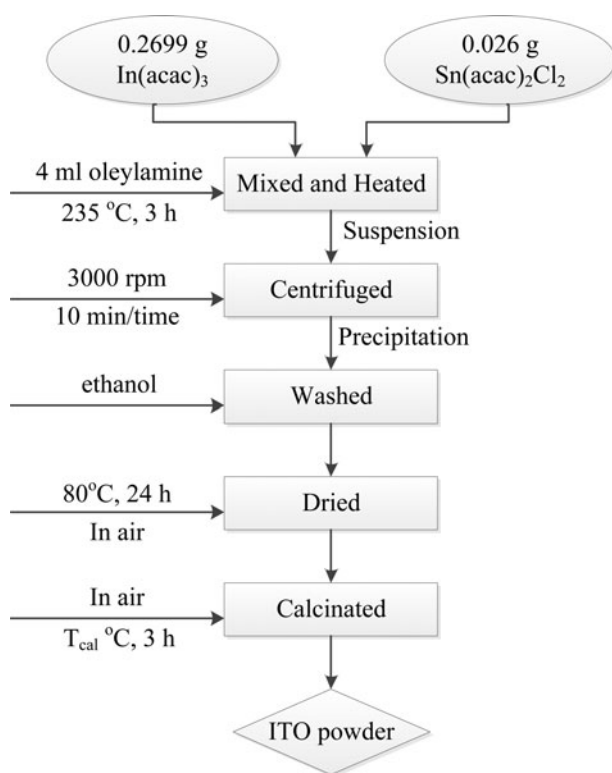 0.2699 g
In(acac)₃
0.026 g
Sn(acac)₂Cl₂
4 ml oleylamine
235 °C, 3 h
Mixed and Heated
Suspension
3000 rpm
10 min/time
Centrifuged
Precipitation
ethanol
Washed
80°C, 24 h
In air
Dried
In air
T_cal °C, 3 h
Calcinated
ITO powder